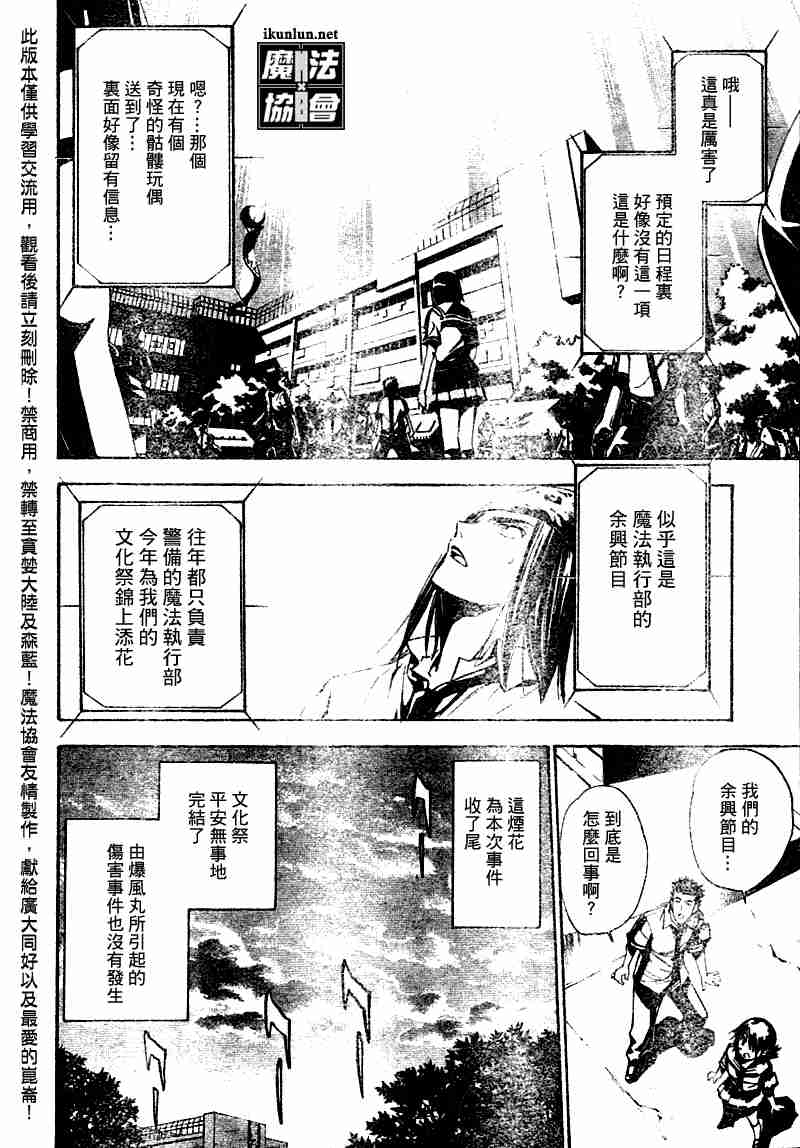 ikunlun.net
魔法
協會
哦——
這真是厲害了
預定的日程裏
好像沒有這一項
這是什麼啊？
嗯？…那個
現在有個
奇怪的骷髏玩偶
送到了…
裏面好像留有信息…
似乎這是
魔法執行部的
余興節目
往年都只負責
警備的魔法執行部
今年為我們的
文化祭錦上添花
我們的
余興節目…
到底是
怎麼回事啊？
這煙花
為本次事件
收了尾
文化祭
平安無事地
完結了
由爆風丸所引起的
傷害事件也沒有發生
此版本僅供學習交流用，觀看後請立刻刪除！禁商用，禁轉至貪婪大陸及森藍！魔法協會友情製作，獻給廣大同好以及最愛的崑崙！